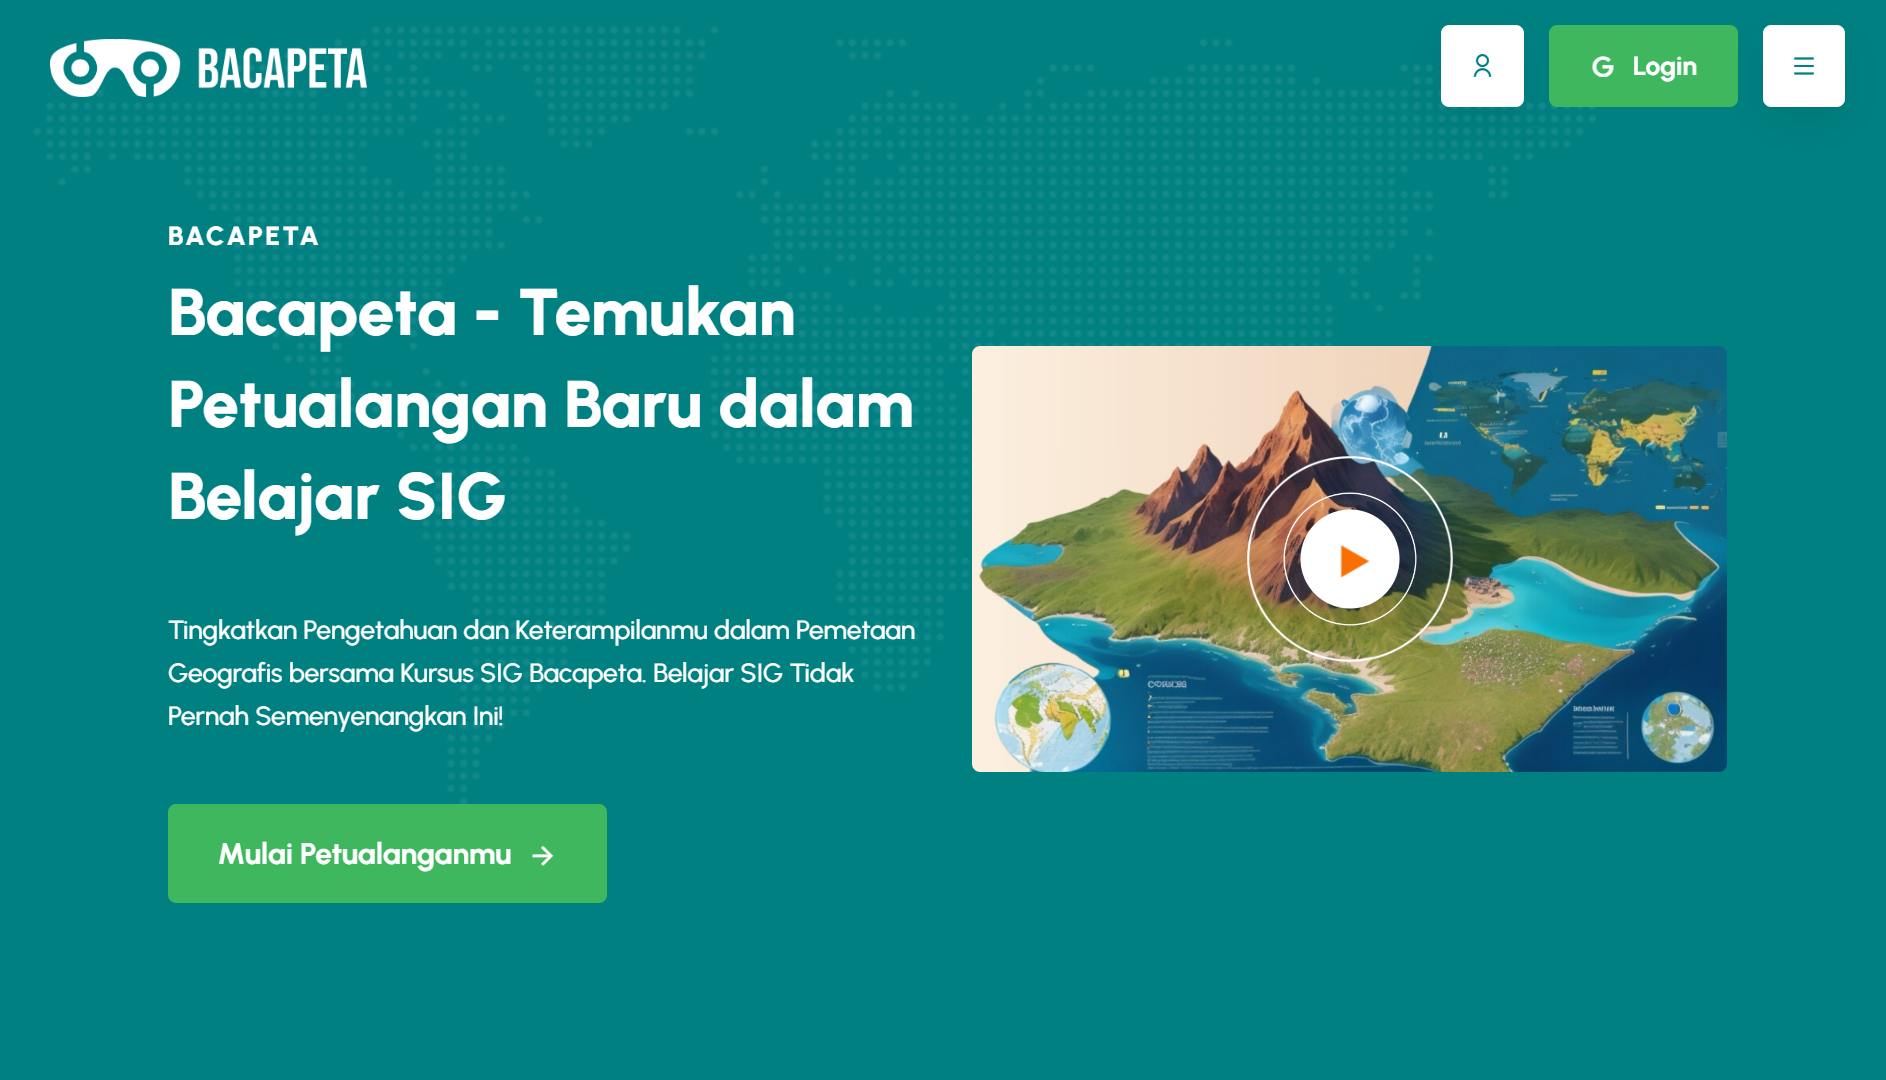 BACAPETA
Login
BACAPETA
Bacapeta - Temukan
Petualangan Baru dalam
Belajar SIG
Tingkatkan Pengetahuan dan Keterampilanmu dalam Pemetaan
Geografis bersama Kursus SIG Bacapeta. Belajar SIG Tidak
Pernah Semenyenangkan Ini!
Mulai Petualanganmu